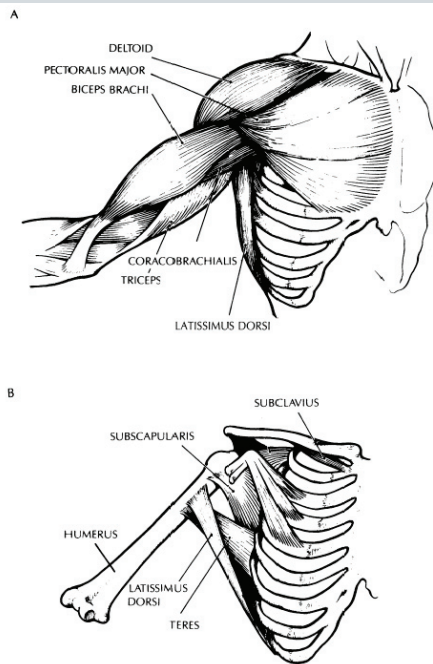 A
DELTOID
PECTORALIS MAJOR
BICEPS BRACHI
CORACOBRACHIALIS
TRICEPS
LATISSIMUS DORSI
B
SUBCLAVIUS
SUBSCAPULARIS
HUMERUS
LATISSIMUS
DORSI
TERES